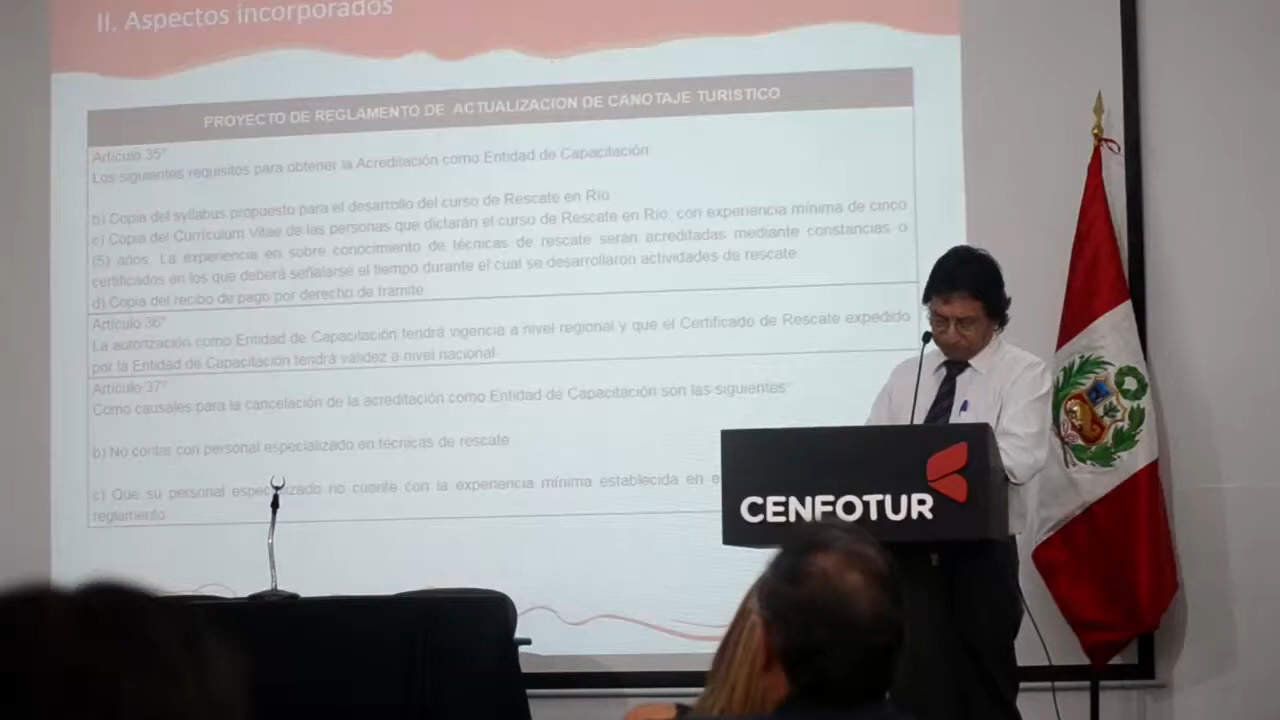 II. Aspectos incorporados
PROYECTO DE REGLAMENTO DE ACTUALIZACION DE CANOTAJE TURISTICO
Artículo 35°
Los siguientes requisitos para obtener la Acreditación como Entidad de Capacitación:
b) Copia del syllabus propuesto para el desarrollo del curso de Rescate en Río
c) Copia del Currículum Vitae de las personas que dictarán el curso de Rescate en Río, con experiencia mínima de cinco
(5) años. La experiencia en sobre conocimiento de técnicas de rescate serán acreditadas mediante constancias o
certificados en los que deberá señalarse el tiempo durante el cual se desarrollaron actividades de rescate.
d) Copia del recibo de pago por derecho de trámite
Artículo 36°
La autorización como Entidad de Capacitación tendrá vigencia a nivel regional y que el Certificado de Rescate expedido
por la Entidad de Capacitación tendrá validez a nivel nacional
Artículo 37°
Como causales para la cancelación de la acreditación como Entidad de Capacitación son las siguientes:
b) No contar con personal especializado en técnicas de rescate
c) Que su personal especializado no cuente con la experiencia mínima establecida en e
reglamento
CENFOTUR